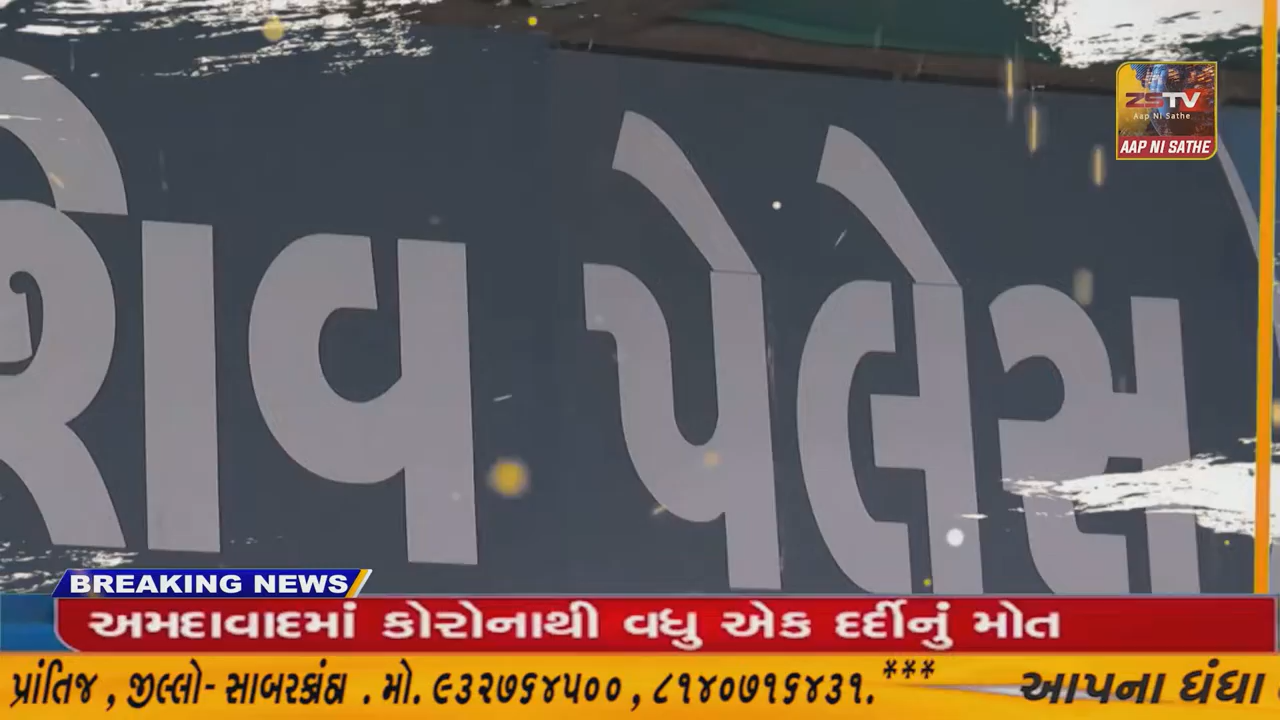 ZSTV
Aap Ni Sathe
AAP NI SATHE
શિવ પેલેસ
BREAKING NEWS
અમદાવાદમાં કોરોનાથી વધુ એક દર્દીનું મોત
પ્રાંતિજ , જીલ્લો- સાબરકાંઠા . મો. ૯૩૨૭૬૪૫૦૦ , ૮૧૪૦૭૧૬૪૩૧.*** આપના ધંધા